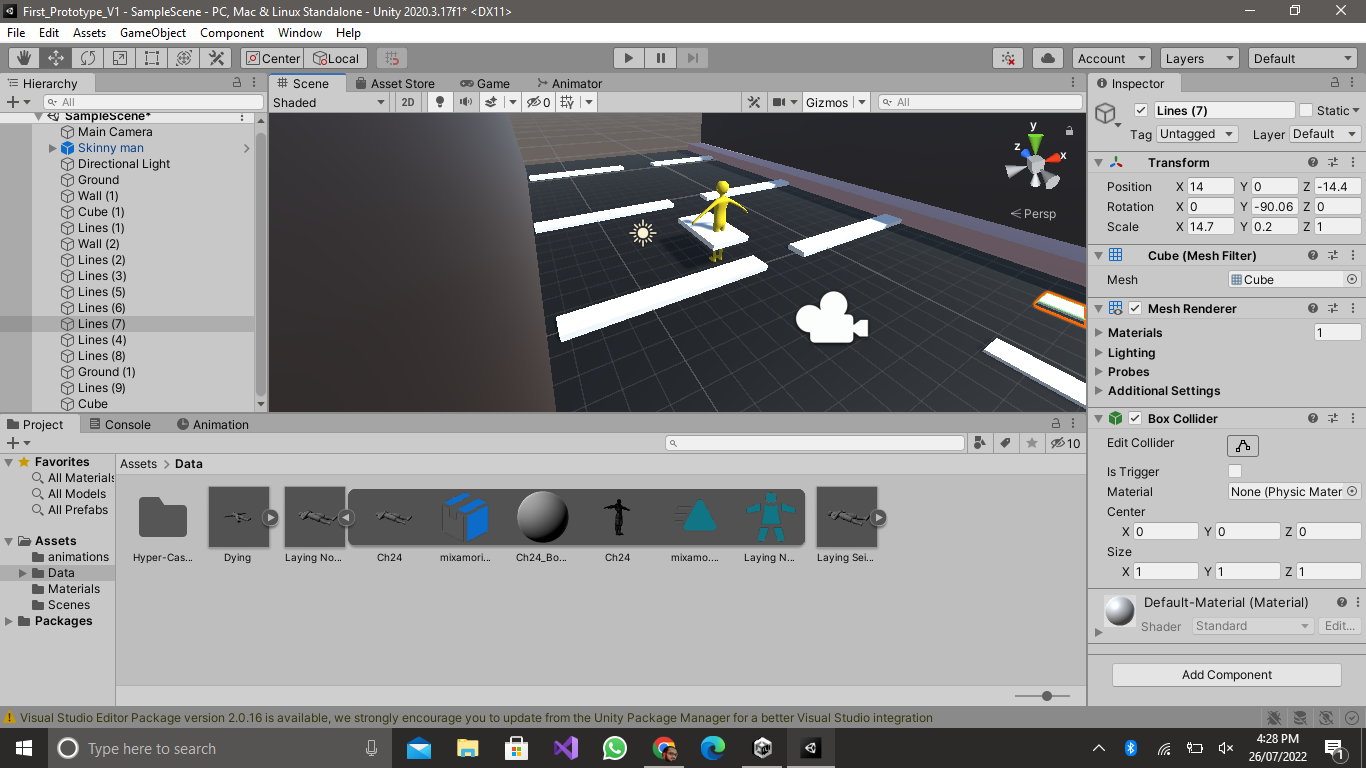 First_Prototype_V1 - SampleScene - PC, Mac & Linux Standalone - Unity 2020.3.17f1* <DX11>
File Edit Assets GameObject Component Window Help
Center Local Account Layers Default
Hierarchy
All
SampleScene*
Main Camera
Skinny man
Directional Light
Ground
Wall (1)
Cube (1)
Lines (1)
Wall (2)
Lines (2)
Lines (3)
Lines (5)
Lines (6)
Lines (7)
Lines (4)
Lines (8)
Ground (1)
Lines (9)
Cube
Scene Asset Store Game Animator
Shaded 2D 0 Gizmos All
y
z x
Persp
Inspector
Lines (7) Static
Tag Untagged Layer Default
Transform
Position X 14 Y 0 Z -14.4
Rotation X 0 Y -90.06 Z 0
Scale X 14.7 Y 0.2 Z 1
Cube (Mesh Filter)
Mesh Cube
Mesh Renderer
Materials 1
Lighting
Probes
Additional Settings
Box Collider
Edit Collider
Is Trigger
Material None (Physic Mater
Center
X 0 Y 0 Z 0
Size
X 1 Y 1 Z 1
Default-Material (Material)
Shader Standard Edit...
Add Component
Project Console Animation
10
Favorites
All Materials
All Models
All Prefabs
Assets
animations
Data
Materials
Scenes
Packages
Assets > Data
Hyper-Cas... Dying Laying No... Ch24 mixamori... Ch24_Bo... Ch24 mixamo.... Laying N... Laying Sei...
Visual Studio Editor Package version 2.0.16 is available, we strongly encourage you to update from the Unity Package Manager for a better Visual Studio integration
Type here to search
4:28 PM
26/07/2022
1